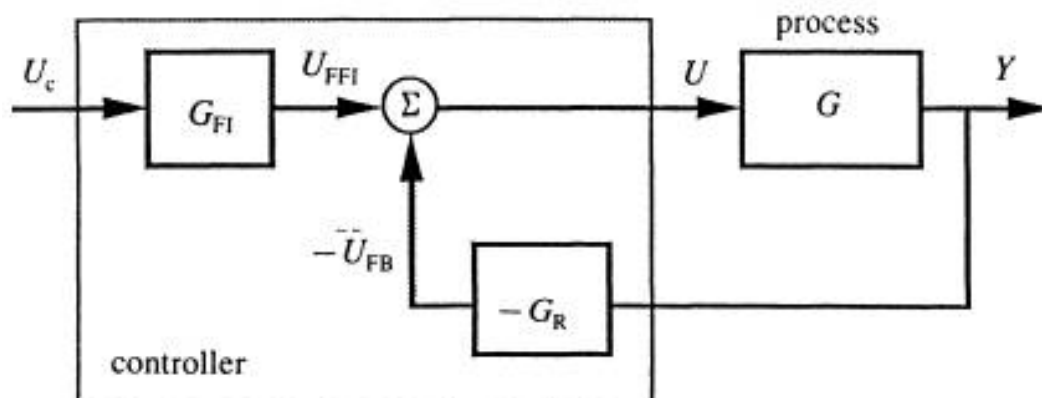 process
U_c
U_FFI
U
Y
G_FI
Σ
G
-U_FB
-G_R
controller